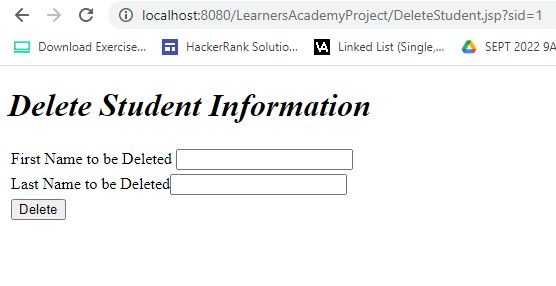 localhost:8080/LearnersAcademyProject/DeleteStudent.jsp?sid=1
Download Exercise... HackerRank Solutio... Linked List (Single,... SEPT 2022 9A
Delete Student Information
First Name to be Deleted
Last Name to be Deleted
Delete